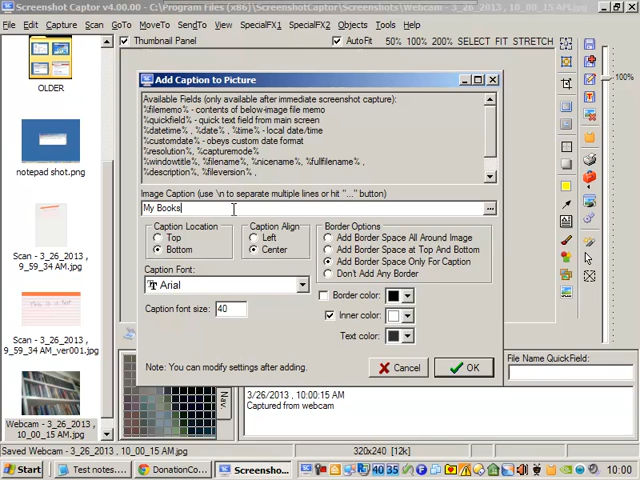 Screenshot Captor v4.00.00 - C:\Program Files (x86)\ScreenshotCaptor\Screenshots\Webcam - 3_26_2013 , 10_00_15 AM.jpg
File Edit Capture Scan GoTo MoveTo SendTo View SpecialFX1 SpecialFX2 Objects Tools Help
Thumbnail Panel AutoFit 50% 100% 200% SELECT FIT STRETCH
OLDER
notepad shot.png
Scan - 3_26_2013 ,
9_59_34 AM.jpg
This is a test
Scan - 3_26_2013 ,
9_59_34 AM_ver001.jpg
Webcam - 3_26_2013 ,
10_00_15 AM.jpg
100%
Add Caption to Picture
Available Fields (only available after immediate screenshot capture):
%filememo% - contents of below-image file memo
%quickfield% - quick text field from main screen
%datetime% , %date% , %time% - local date/time
%customdate% - obeys custom date format
%resolution%, %capturemode%
%windowtitle%, %filename%, %nicename%, %fullfilename% ,
%description%, %fileversion% ,
Image Caption (use \n to separate multiple lines or hit "..." button)
My Books
...
Caption Location
Top
Bottom
Caption Align
Left
Center
Border Options
Add Border Space All Around Image
Add Border Space at Top And Bottom
Add Border Space Only For Caption
Don't Add Any Border
Caption Font:
Arial
Caption font size: 40
Border color:
Inner color:
Text color:
Note: You can modify settings after adding.
Cancel
OK
Nav.
3/26/2013 , 10:00:15 AM
Captured from webcam
File Name QuickField:
Saved Webcam - 3_26_2013 , 10_00_15 AM.jpg
320x240 [12k]
Start
Test notes....
DonationCo...
Screensho...
40 35
10:00